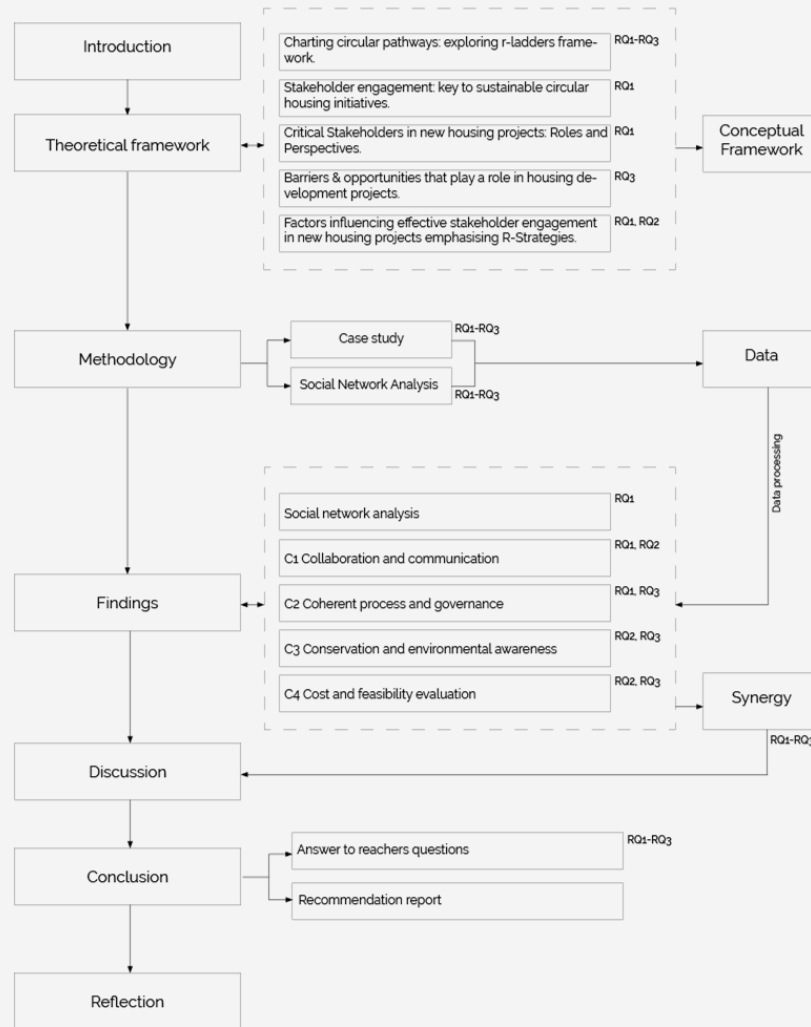 Introduction
Charting circular pathways: exploring r-ladders frame-
work.
RQ1-RQ3
Stakeholder engagement: key to sustainable circular
housing initiatives.
RQ1
Theoretical framework
Critical Stakeholders in new housing projects: Roles and
Perspectives.
RQ1
Conceptual
Framework
Barriers & opportunities that play a role in housing de-
velopment projects.
RQ3
Factors influencing effective stakeholder engagement
in new housing projects emphasising R-Strategies.
RQ1, RQ2
Methodology
Case study
RQ1-RQ3
Social Network Analysis
RQ1-RQ3
Data
Data processing
Social network analysis
RQ1
C1 Collaboration and communication
RQ1, RQ2
Findings
C2 Coherent process and governance
RQ1, RQ3
C3 Conservation and environmental awareness
RQ2, RQ3
C4 Cost and feasibility evaluation
RQ2, RQ3
Synergy
RQ1-RQ3
Discussion
Conclusion
Answer to reachers questions
RQ1-RQ3
Recommendation report
Reflection